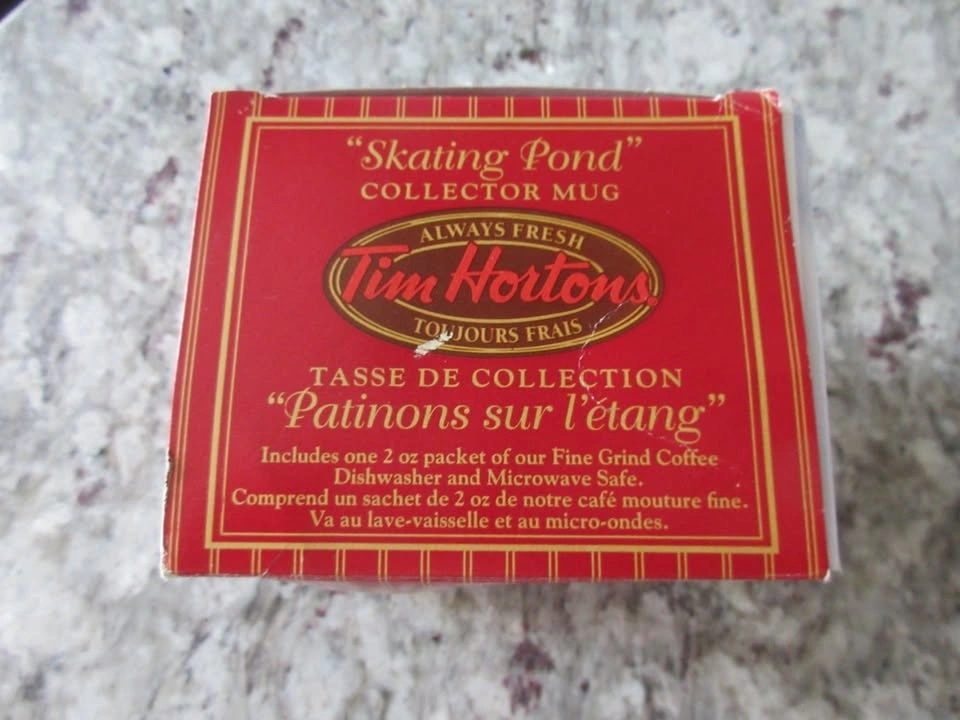 “Skating Pond”
COLLECTOR MUG
ALWAYS FRESH
Tim Hortons.
TOUJOURS FRAIS
TASSE DE COLLECTION
“Patinons sur l’étang”
Includes one 2 oz packet of our Fine Grind Coffee
Dishwasher and Microwave Safe.
Comprend un sachet de 2 oz de notre café mouture fine.
Va au lave-vaisselle et au micro-ondes.